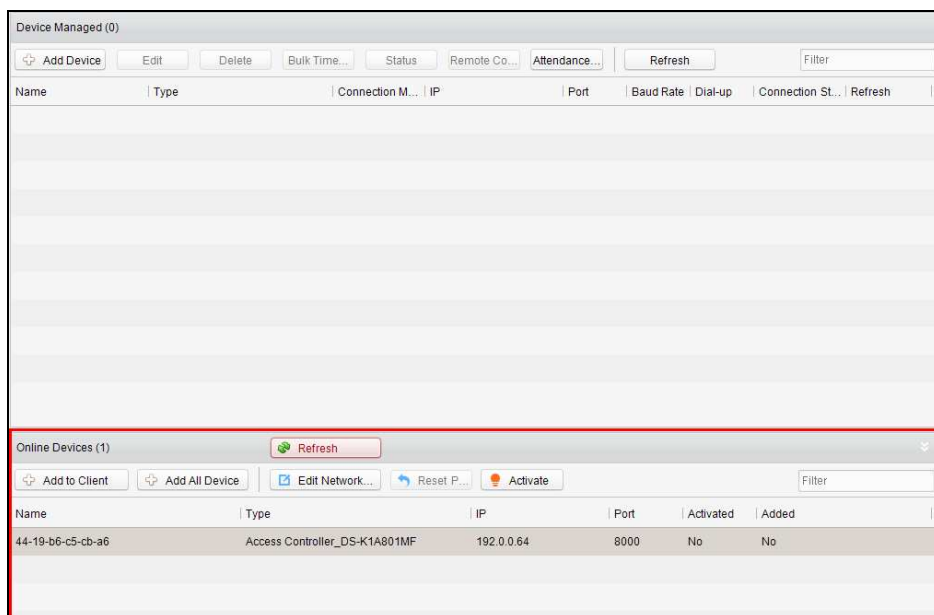 Device Managed (0)
Add Device Edit Delete Bulk Time... Status Remote Co... Attendance... Refresh Filter
Name Type Connection M... IP Port Baud Rate Dial-up Connection St... Refresh
Online Devices (1) Refresh
Add to Client Add All Device Edit Network... Reset P... Activate Filter
Name Type IP Port Activated Added
44-19-b6-c5-cb-a6 Access Controller_DS-K1A801MF 192.0.0.64 8000 No No